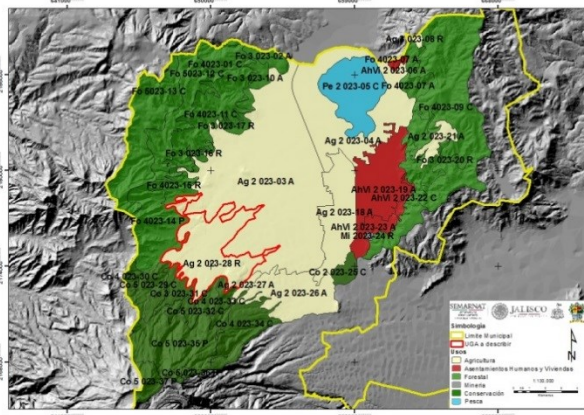 Ag 2 023-08 R
Fo 3 023-02 A
Fo 4023-01 C
Fo 4023-07 A
Fo 5023-12 C
AhVi 2 023-06 A
Fo 3 023-10 A
Pe 2 023-05 C
Fo 4023-07 A
Fo 5023-13 C
Fo 4023-09 C
Fo 4023-11 C
Fo 3 023-17 R
Ag 2 023-04 A
Ag 2 023-21 A
Fo 3 023-16 R
Fo 3 023-20 R
Ag 2 023-03 A
AhVi 2 023-19 A
AhVi 2 023-22 C
Fo 4023-14 P
Ag 2 023-18 A
AhVi 2 023-23 A
Mi 2023-24 R
Ag 2 023-28 R
Co 2 023-25 C
Co 4 023-30 C
Ag 2 023-27 A
Ag 2 023-26 A
Co 3 023-31 C
Co 4 023-33 C
Co 5 023-32 C
Co 4 023-34 C
Co 5 023-35 P
SEMARNAT
JALISCO
Simbología
Límite Municipal
UGA a describir
Usos
Agricultura
Asentamientos Humanos y Viviendas
Forestal
Minería
Conservación
Pesca